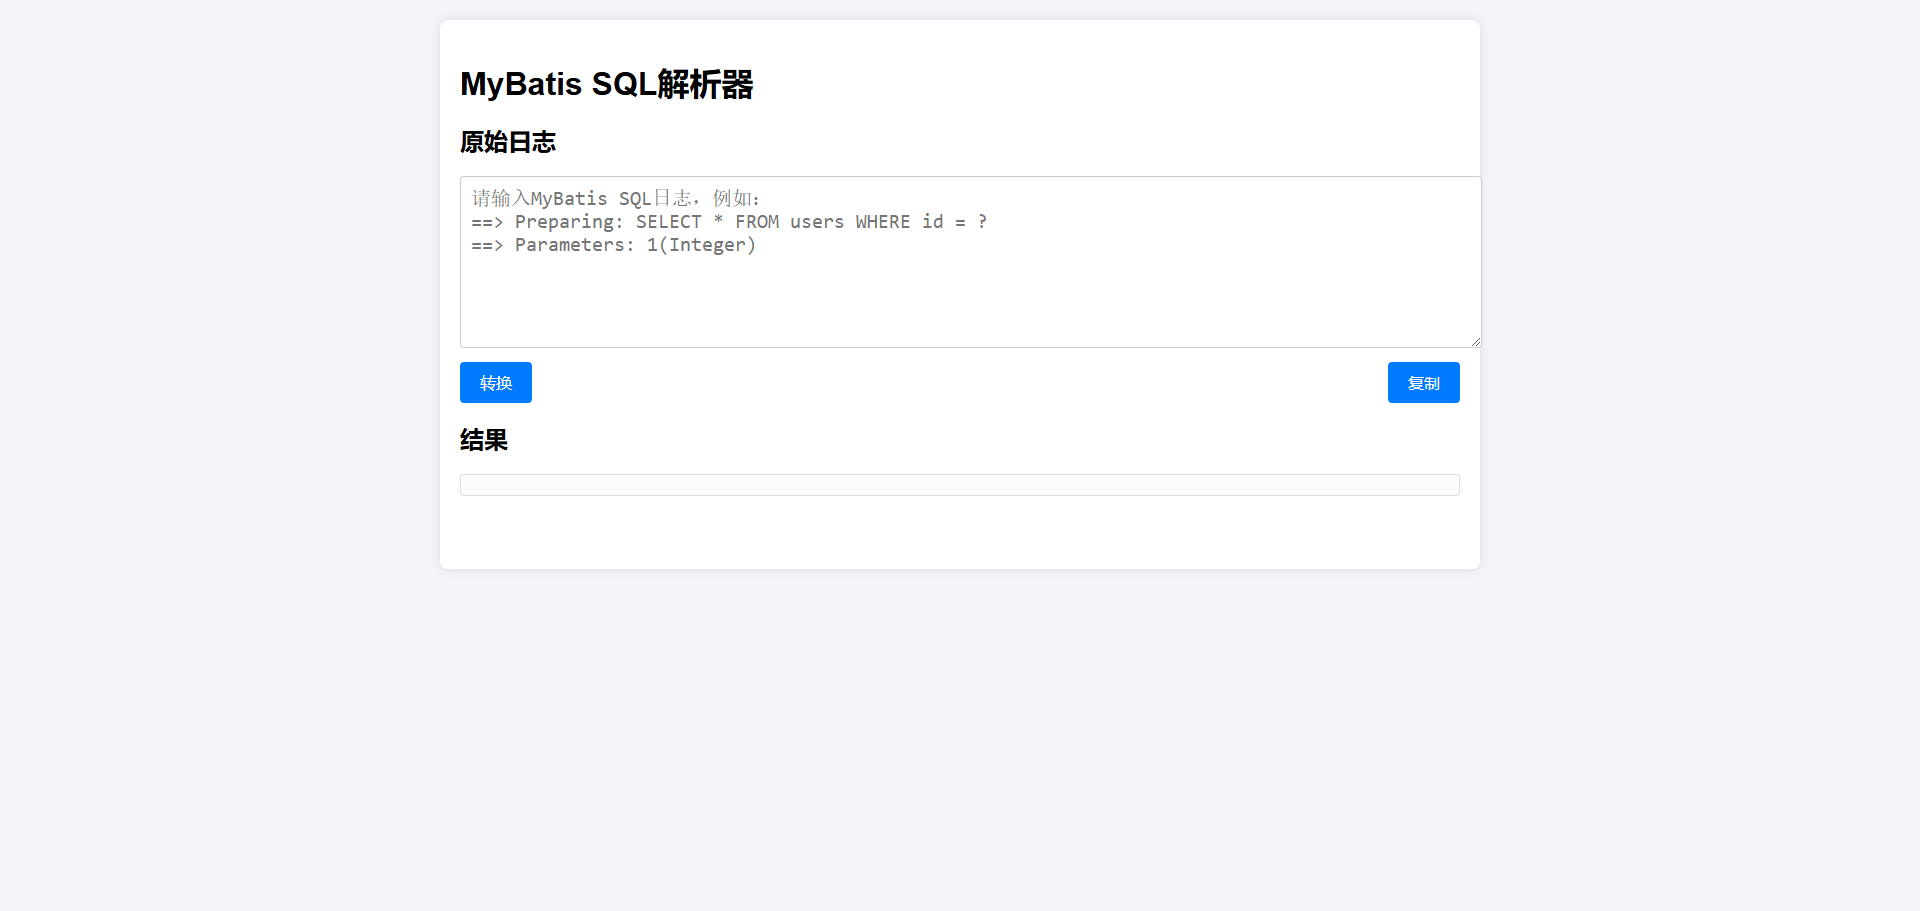 MyBatis SQL解析器
原始日志
请输入MyBatis SQL日志，例如：
==> Preparing: SELECT * FROM users WHERE id = ?
==> Parameters: 1(Integer)
转换
复制
结果